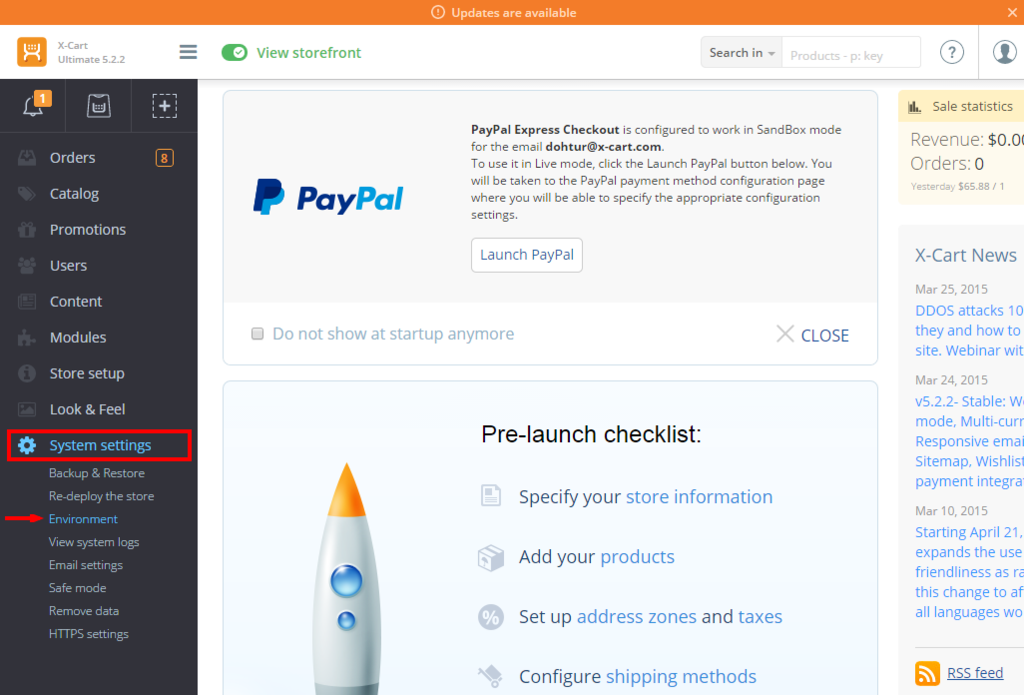 Updates are available
X-Cart
Ultimate 5.2.2
View storefront
Search in
Products - p: key
?
1
Orders
8
Catalog
Promotions
Users
Content
Modules
Store setup
Look & Feel
System settings
Backup & Restore
Re-deploy the store
Environment
View system logs
Email settings
Safe mode
Remove data
HTTPS settings
PayPal
PayPal Express Checkout is configured to work in SandBox mode
for the email dohtur@x-cart.com.
To use it in Live mode, click the Launch PayPal button below. You
will be taken to the PayPal payment method configuration page
where you will be able to specify the appropriate configuration
settings.
Launch PayPal
Do not show at startup anymore
CLOSE
Pre-launch checklist:
Specify your store information
Add your products
Set up address zones and taxes
Configure shipping methods
Sale statistics
Revenue: $0.00
Orders: 0
Yesterday $65.88 / 1
X-Cart News
Mar 25, 2015
DDOS attacks 10
they and how to
site. Webinar wit
Mar 24, 2015
v5.2.2- Stable: We
mode, Multi-curr
Responsive emai
Sitemap, Wishlist
payment integrat
Mar 10, 2015
Starting April 21,
expands the use
friendliness as ra
this change to af
all languages wo
RSS feed